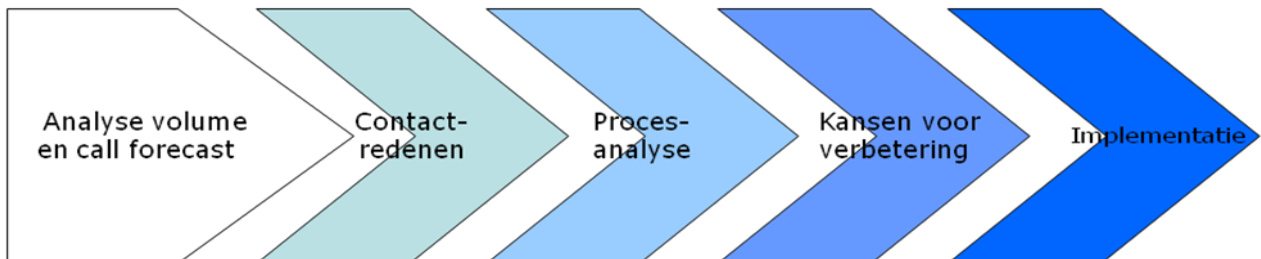 Analyse volume
en call forecast
Contact-
redenen
Proces-
analyse
Kansen voor
verbetering
Implementatie